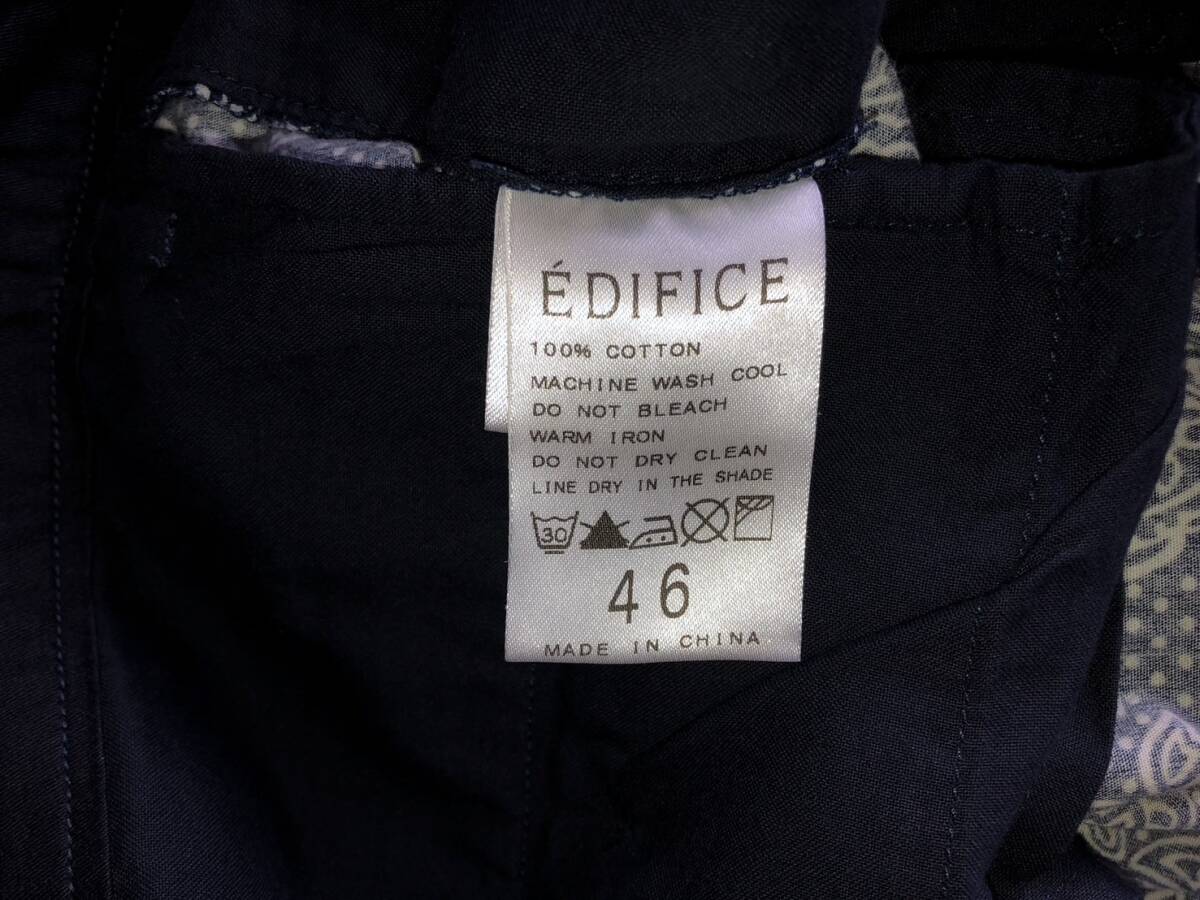 ÉDIFICE
100% COTTON
MACHINE WASH COOL
DO NOT BLEACH
WARM IRON
DO NOT DRY CLEAN
LINE DRY IN THE SHADE
30
46
MADE IN CHINA